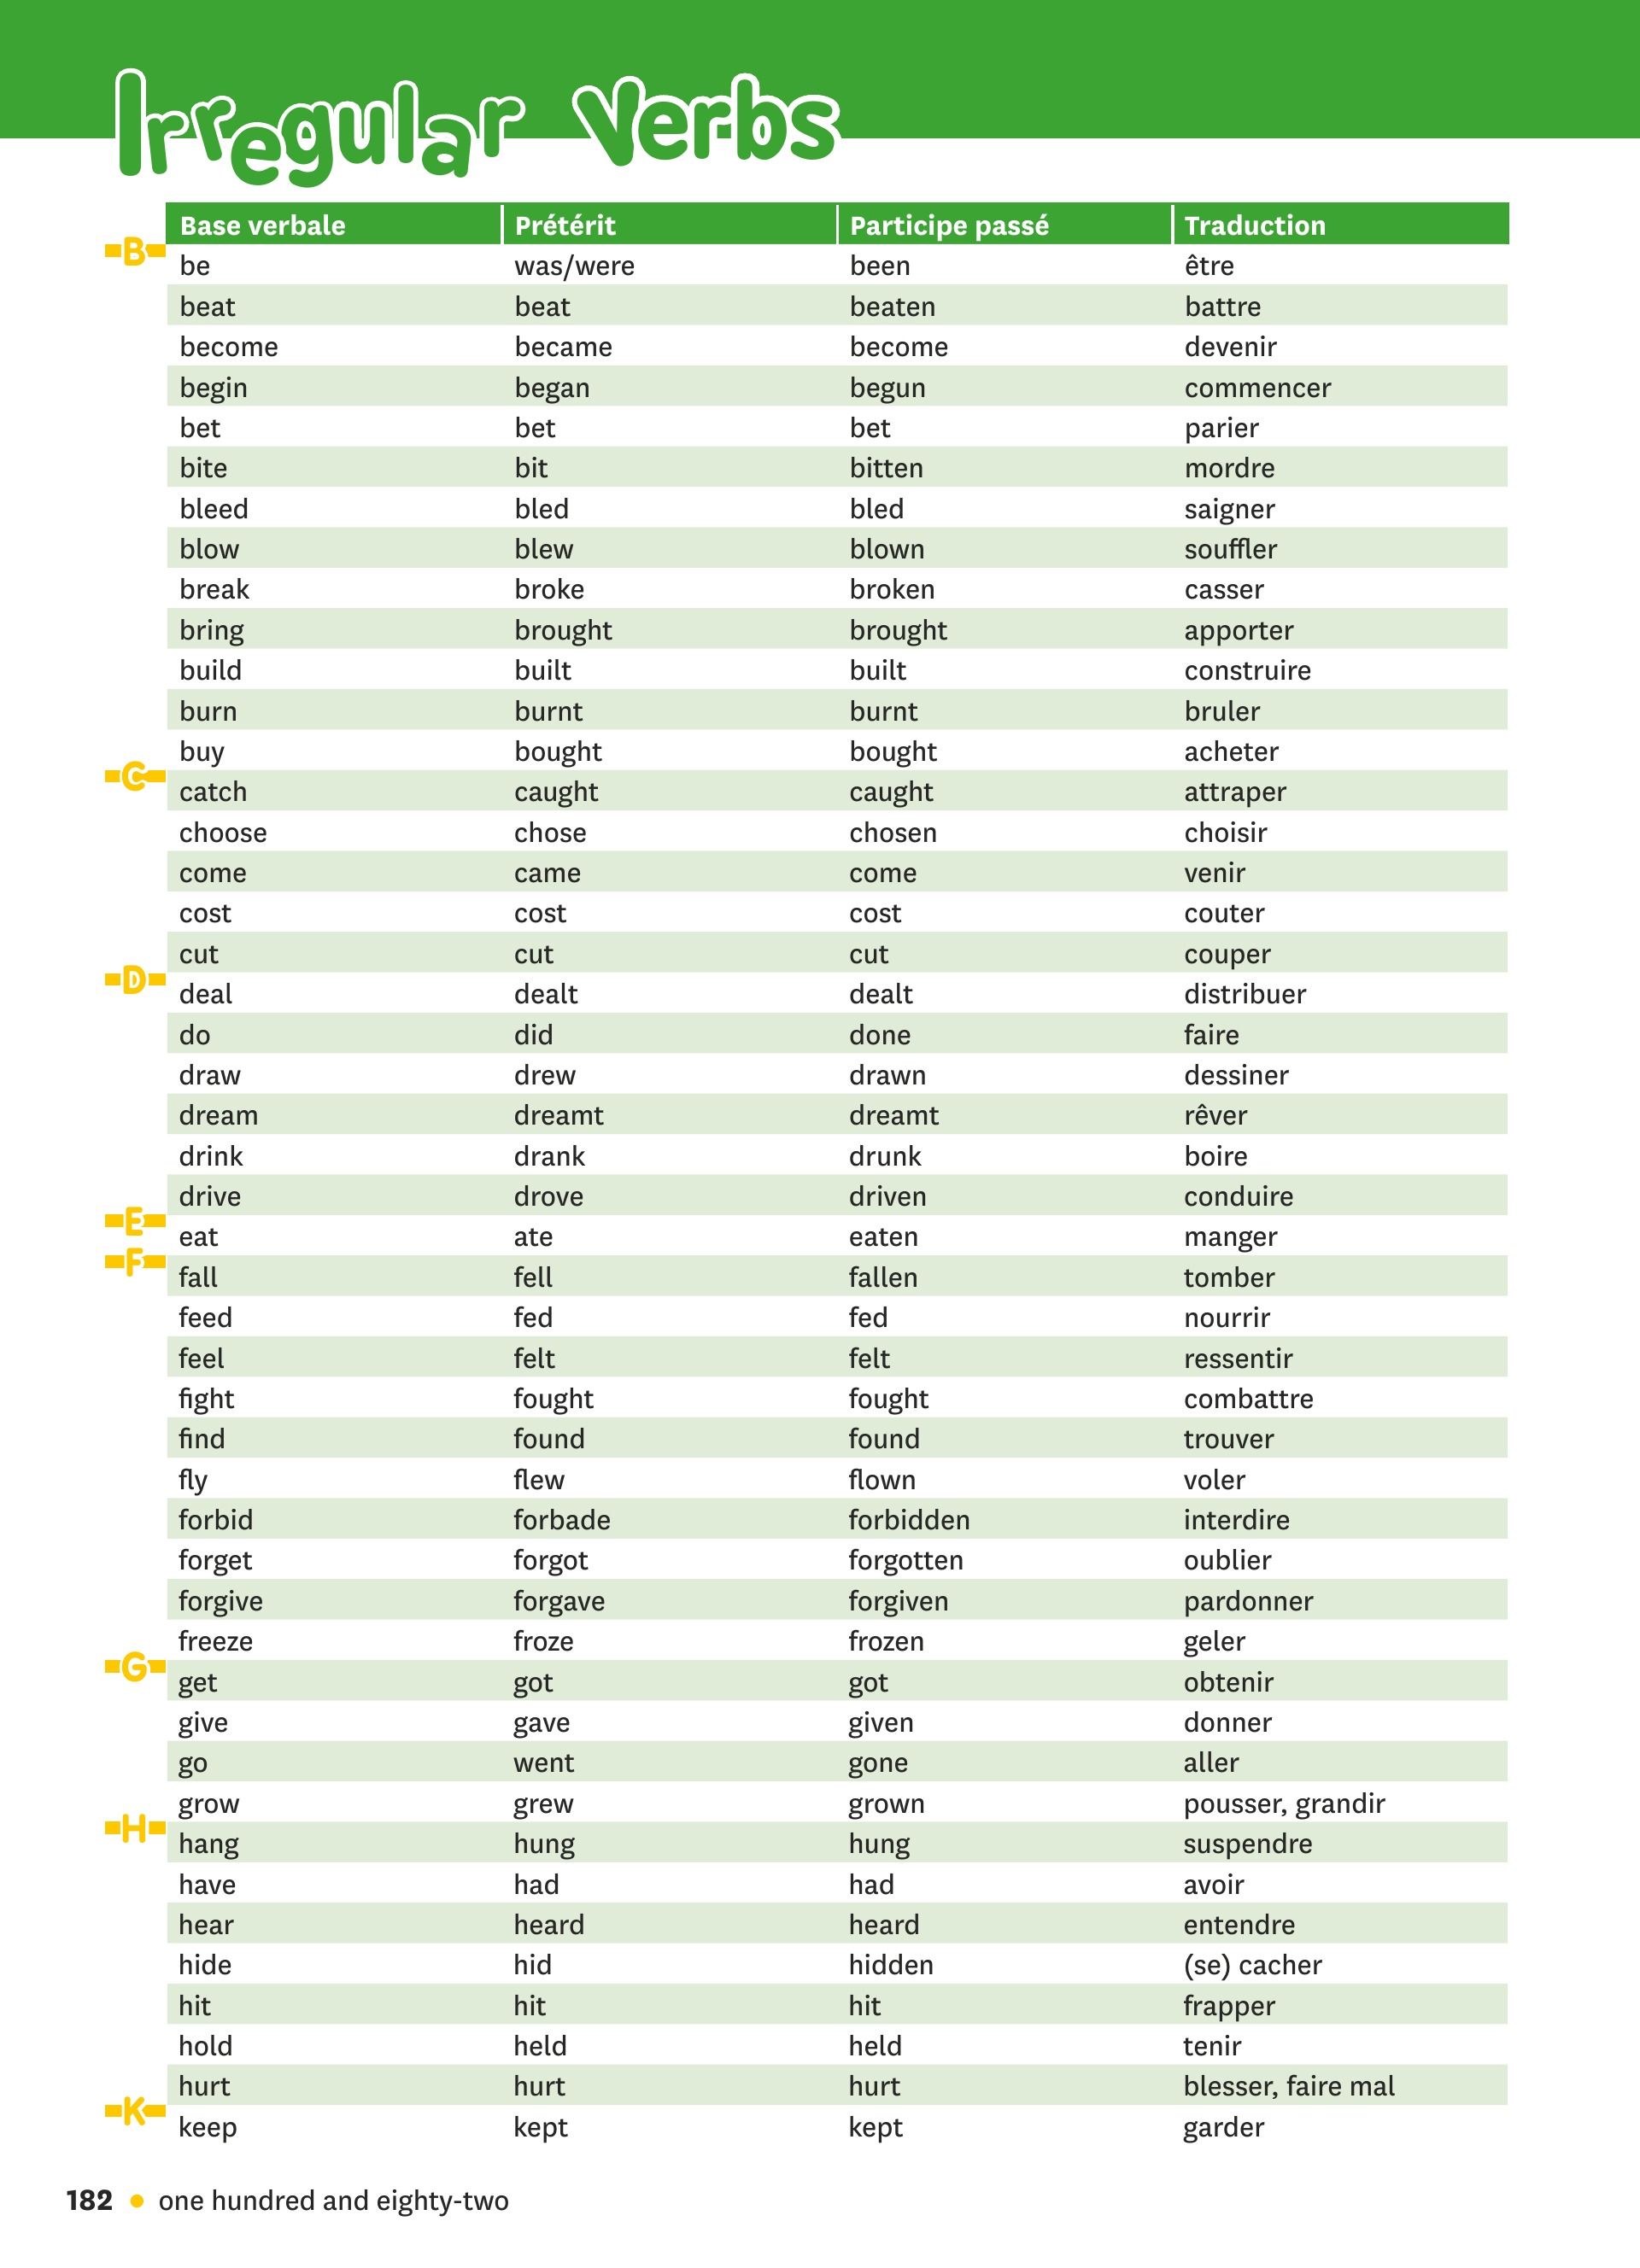 Irregular Verbs
Base verbale Prétérit Participe passé Traduction
B
be was/were been être
beat beat beaten battre
become became become devenir
begin began begun commencer
bet bet bet parier
bite bit bitten mordre
bleed bled bled saigner
blow blew blown souffler
break broke broken casser
bring brought brought apporter
build built built construire
burn burnt burnt bruler
buy bought bought acheter
C
catch caught caught attraper
choose chose chosen choisir
come came come venir
cost cost cost couter
cut cut cut couper
D
deal dealt dealt distribuer
do did done faire
draw drew drawn dessiner
dream dreamt dreamt rêver
drink drank drunk boire
drive drove driven conduire
E
eat ate eaten manger
F
fall fell fallen tomber
feed fed fed nourrir
feel felt felt ressentir
fight fought fought combattre
find found found trouver
fly flew flown voler
forbid forbade forbidden interdire
forget forgot forgotten oublier
forgive forgave forgiven pardonner
freeze froze frozen geler
G
get got got obtenir
give gave given donner
go went gone aller
grow grew grown pousser, grandir
H
hang hung hung suspendre
have had had avoir
hear heard heard entendre
hide hid hidden (se) cacher
hit hit hit frapper
hold held held tenir
hurt hurt hurt blesser, faire mal
K
keep kept kept garder
182 • one hundred and eighty-two